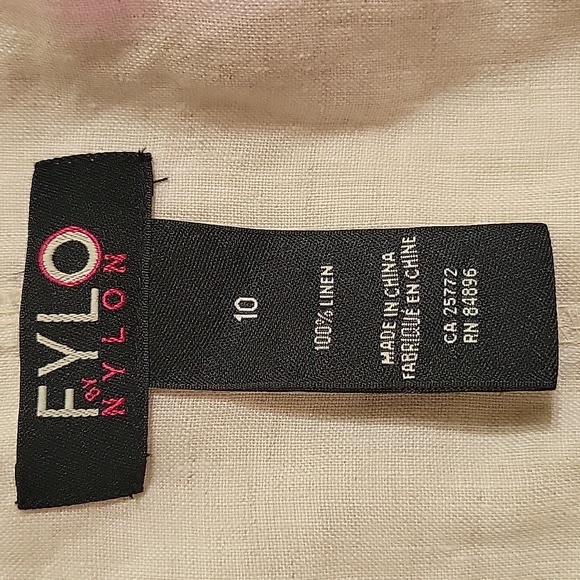 FYLO
BY
NYLON
10
100% LINEN
MADE IN CHINA
FABRIQUÉ EN CHINE
CA 25772
RN 84896